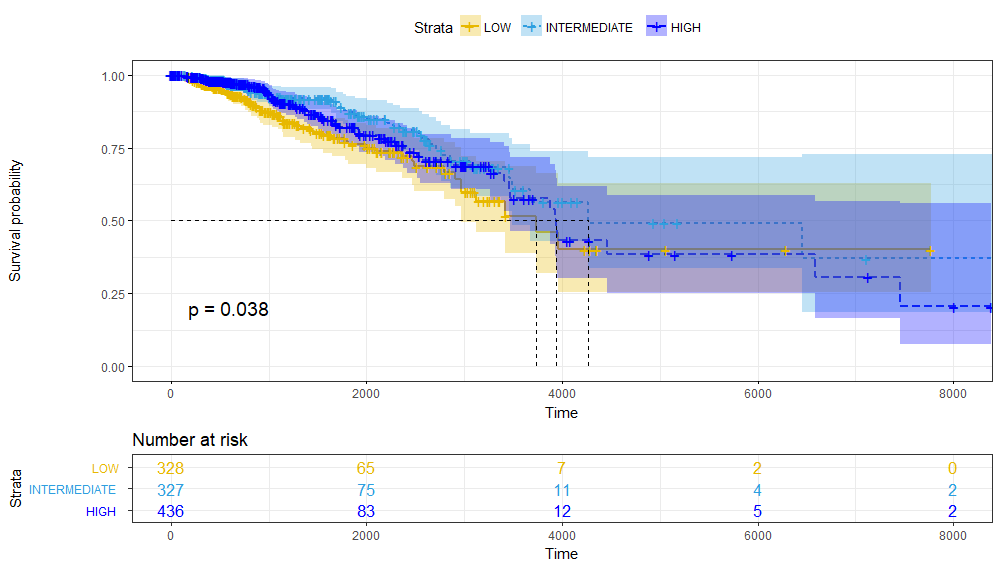 Strata LOW INTERMEDIATE HIGH
1.00
0.75
Survival probability
0.50
0.25
p = 0.038
0.00
0 2000 4000 6000 8000
Time
Number at risk
Strata
LOW 328 65 7 2 0
INTERMEDIATE 327 75 11 4 2
HIGH 436 83 12 5 2
0 2000 4000 6000 8000
Time